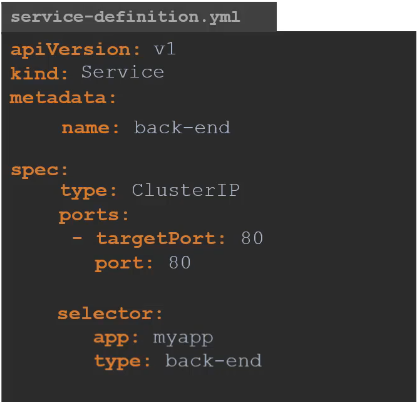 service-definition.yml
apiVersion: v1
kind: Service
metadata:
name: back-end
spec:
type: ClusterIP
ports:
- targetPort: 80
port: 80
selector:
app: myapp
type: back-end